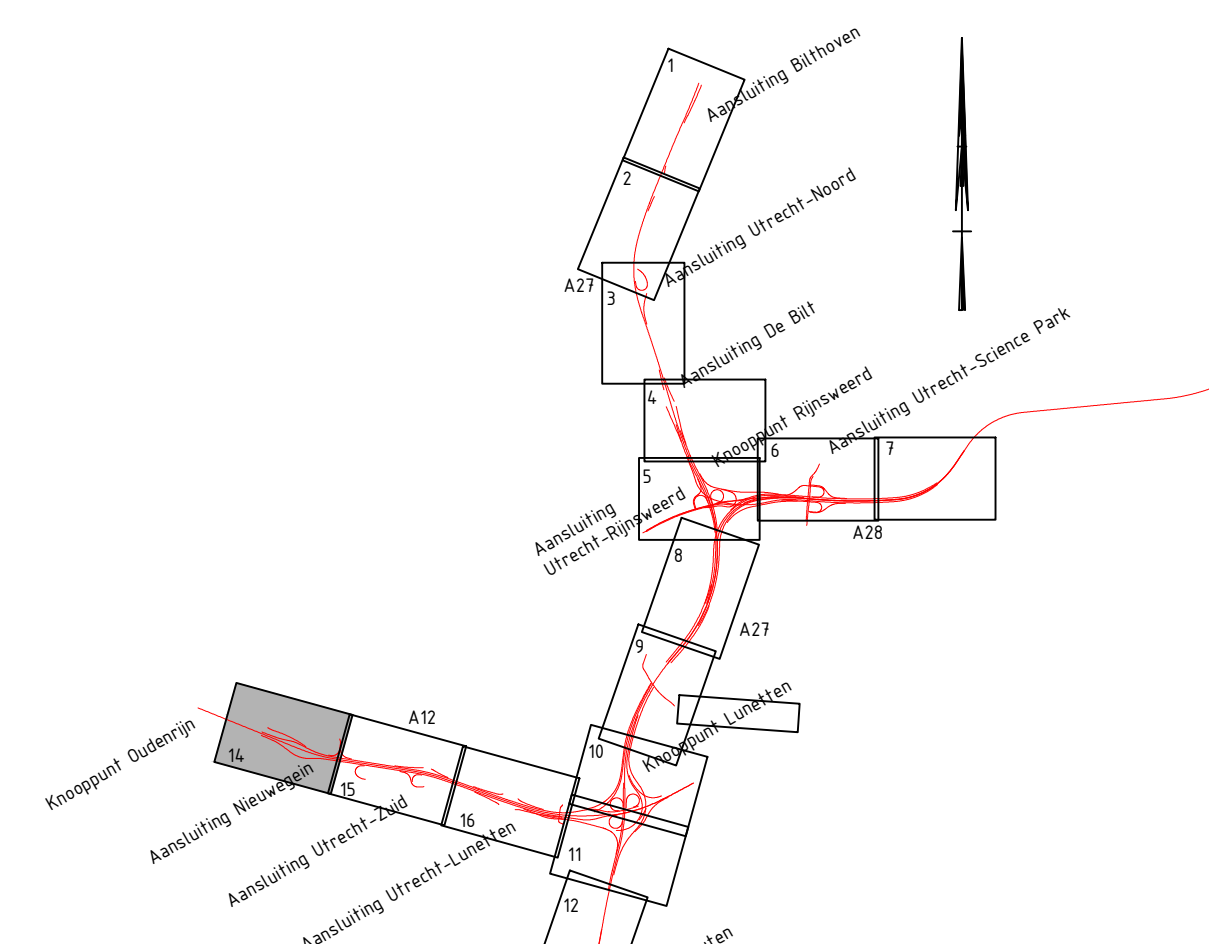 1
Aansluiting Bilthoven
2
Aansluiting Utrecht-Noord
A27
3
Aansluiting De Bilt
4
Knooppunt Rijnsweerd
Aansluiting Utrecht-Science Park
6
7
5
Aansluiting
Utrecht-Rijnsweerd
A28
8
A27
9
Knooppunt Lunetten
10
A12
Knooppunt Oudenrijn
14
Aansluiting Nieuwegein
15
Aansluiting Utrecht-Zuid
16
Aansluiting Utrecht-Lunetten
11
12